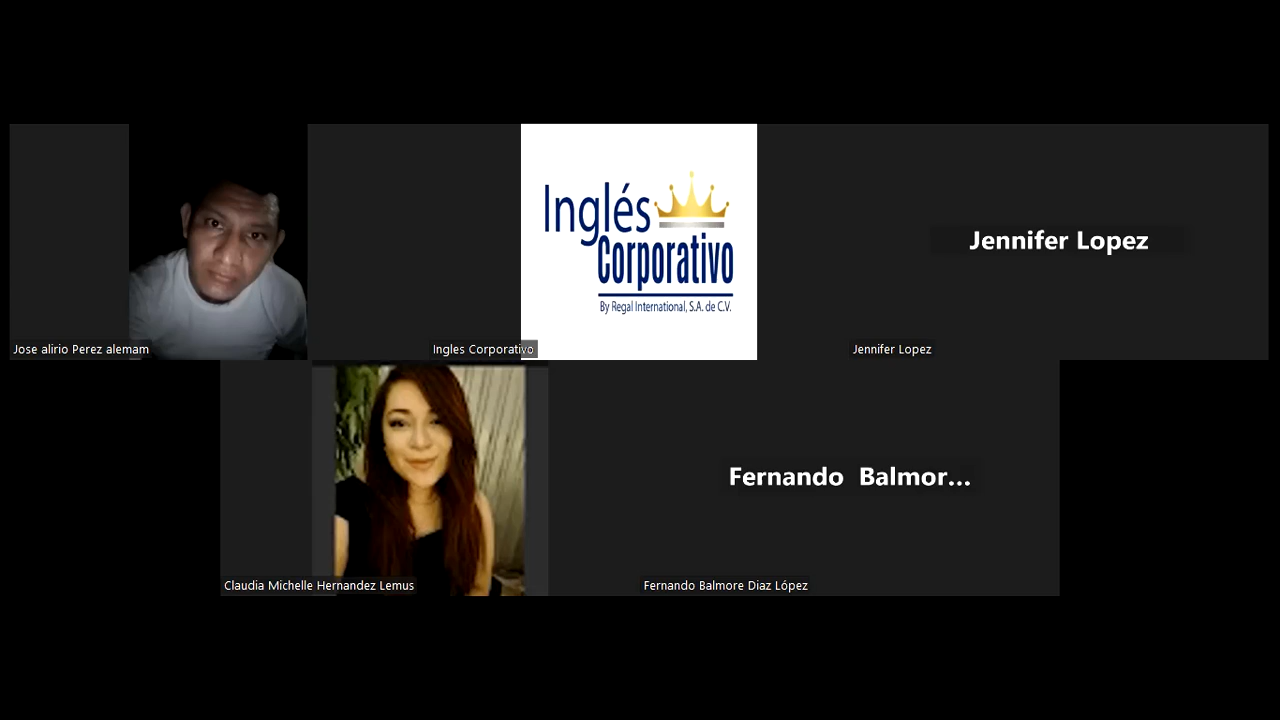 Inglés
Corporativo
By Regal International, S.A. de C.V.
Jennifer Lopez
Jose alirio Perez alemam
Ingles Corporativo
Jennifer Lopez
Fernando Balmor...
Claudia Michelle Hernandez Lemus
Fernando Balmore Diaz López